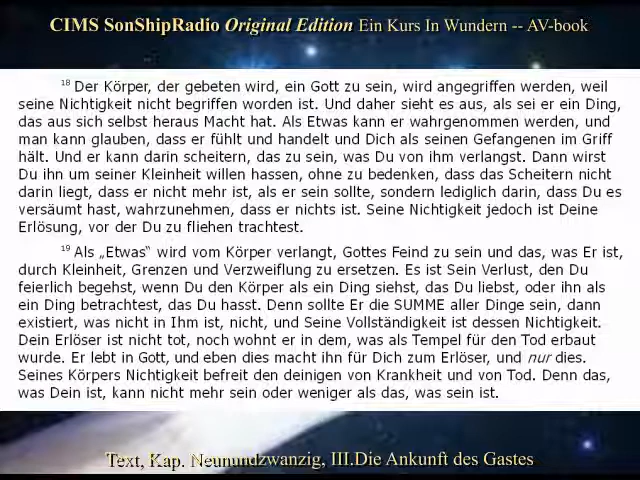 CIMS SonShipRadio Original Edition Ein Kurs In Wundern -- AV-book
18 Der Körper, der gebeten wird, ein Gott zu sein, wird angegriffen werden, weil
seine Nichtigkeit nicht begriffen worden ist. Und daher sieht es aus, als sei er ein Ding,
das aus sich selbst heraus Macht hat. Als Etwas kann er wahrgenommen werden, und
man kann glauben, dass er fühlt und handelt und Dich als seinen Gefangenen im Griff
hält. Und er kann darin scheitern, das zu sein, was Du von ihm verlangst. Dann wirst
Du ihn um seiner Kleinheit willen hassen, ohne zu bedenken, dass das Scheitern nicht
darin liegt, dass er nicht mehr ist, als er sein sollte, sondern lediglich darin, dass Du es
versäumt hast, wahrzunehmen, dass er nichts ist. Seine Nichtigkeit jedoch ist Deine
Erlösung, vor der Du zu fliehen trachtest.
19 Als „Etwas“ wird vom Körper verlangt, Gottes Feind zu sein und das, was Er ist,
durch Kleinheit, Grenzen und Verzweiflung zu ersetzen. Es ist Sein Verlust, den Du
feierlich begehst, wenn Du den Körper als ein Ding siehst, das Du liebst, oder ihn als
ein Ding betrachtest, das Du hasst. Denn sollte Er die SUMME aller Dinge sein, dann
existiert, was nicht in Ihm ist, nicht, und Seine Vollständigkeit ist dessen Nichtigkeit.
Dein Erlöser ist nicht tot, noch wohnt er in dem, was als Tempel für den Tod erbaut
wurde. Er lebt in Gott, und eben dies macht ihn für Dich zum Erlöser, und nur dies.
Seines Körpers Nichtigkeit befreit den deinigen von Krankheit und von Tod. Denn das,
was Dein ist, kann nicht mehr sein oder weniger als das, was sein ist.
Text, Kap. Neunundzwanzig, III.Die Ankunft des Gastes